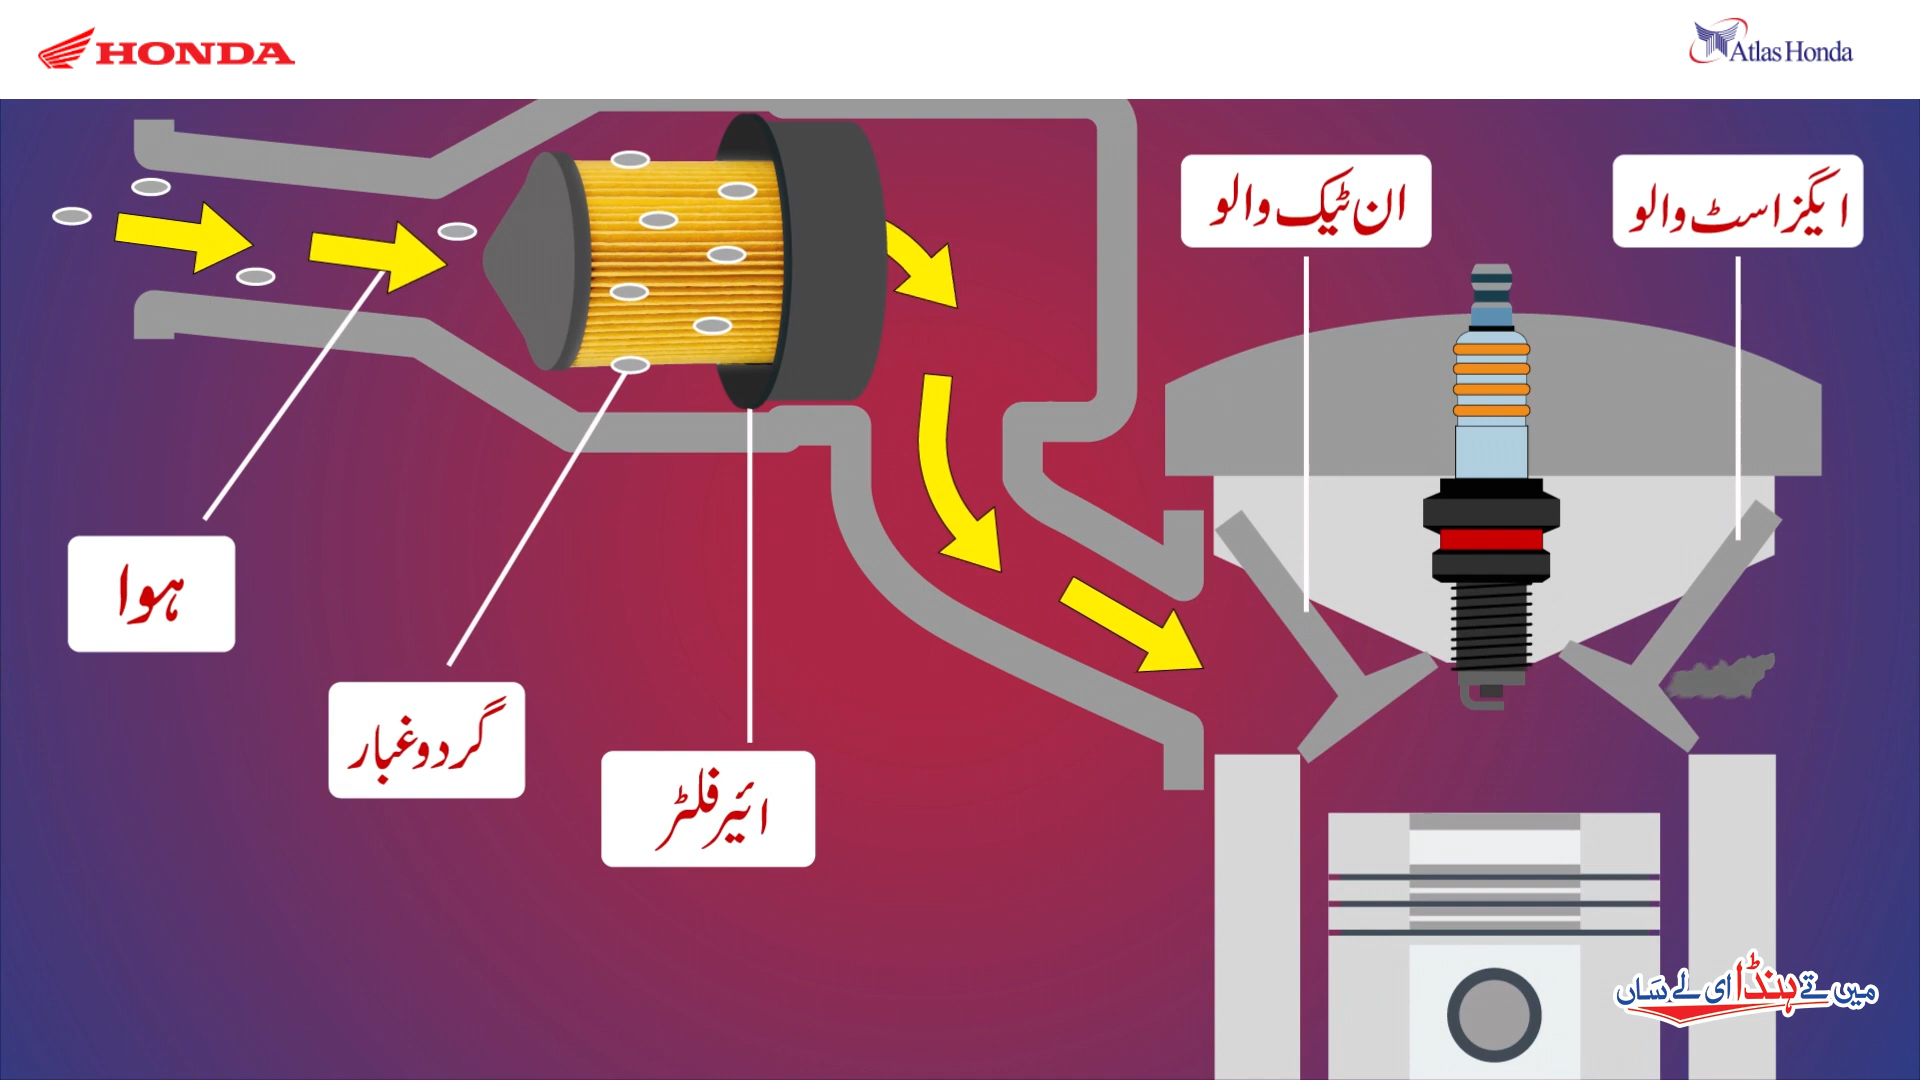 HONDA
Atlas Honda
ان ٹیک والو
ایگزاسٹ والو
ہوا
گردوغبار
ائیر فلٹر
میں تے ہنڈا ای لے ساں